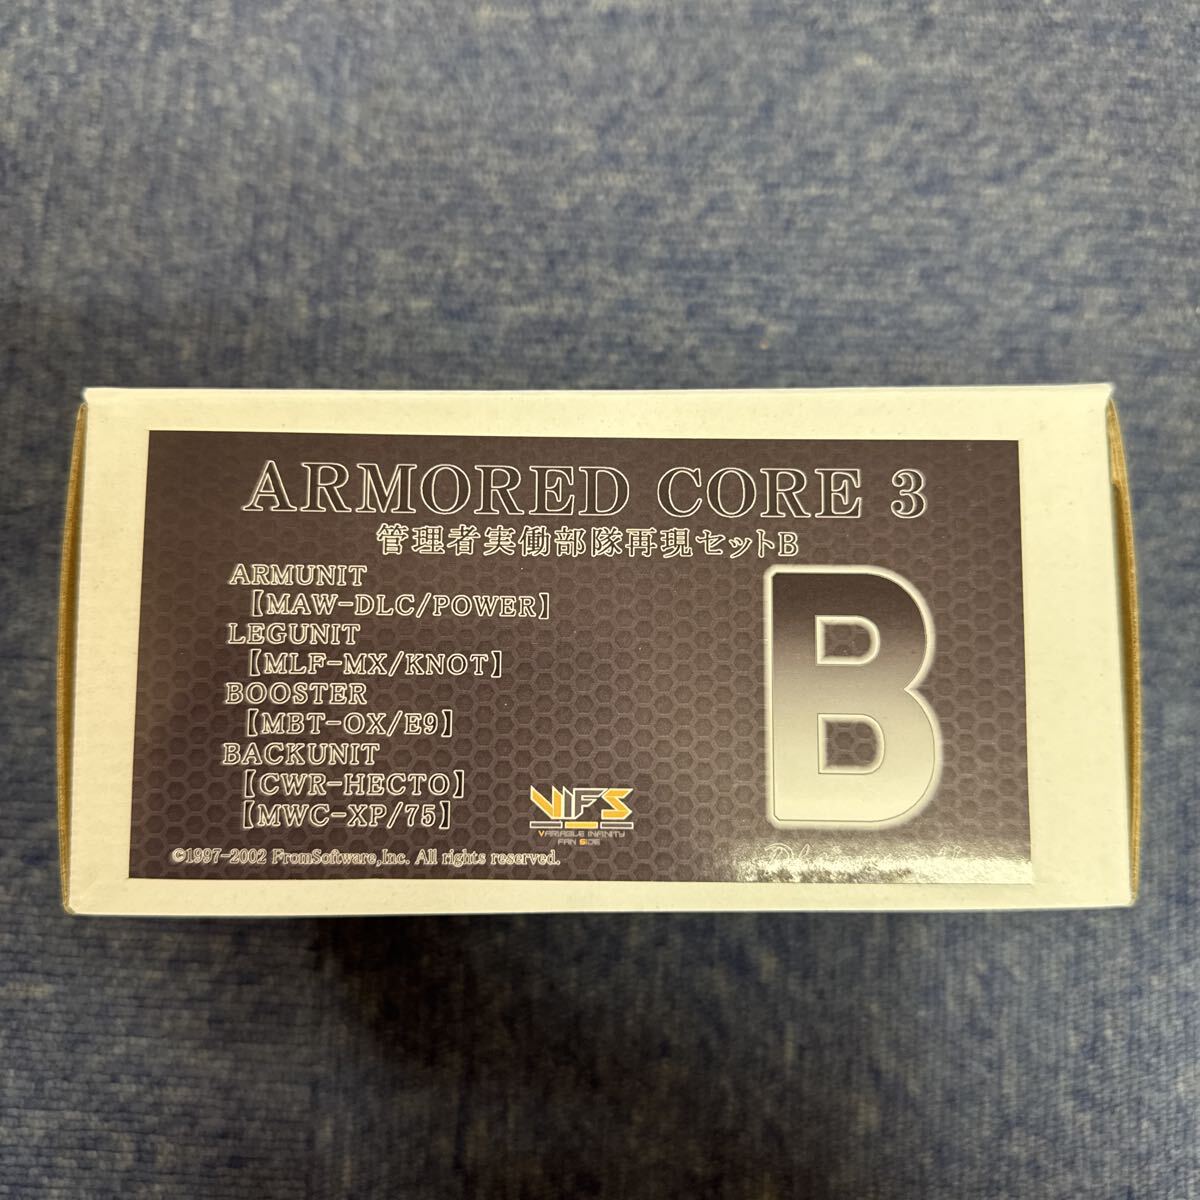 ARMORED CORE 3
管理者実働部隊再現セットB
ARMUNIT
【MAW-DLC/POWER】
LEGUNIT
【MLF-MX/KNOT】
BOOSTER
【MBT-OX/E9】
BACKUNIT
【CWR-HECTO】
【MWC-XP/75】
B
VIFS
VARIABLE INFINITY
FAN SIDE
©1997-2002 FromSoftware,Inc. All rights reserved.